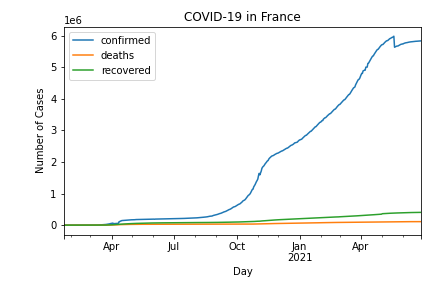 COVID-19 in France
1e6
confirmed
deaths
recovered
6
5
4
3
2
1
0
Number of Cases
Apr
Jul
Oct
Jan
2021
Apr
Day